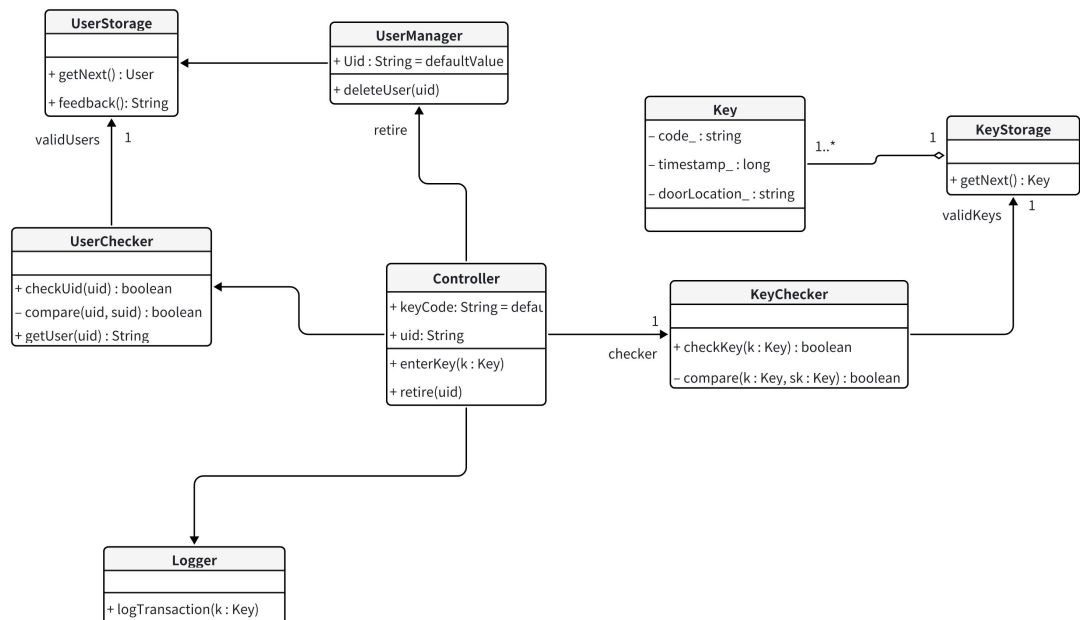 UserStorage
+ getNext() : User
+ feedback(): String
UserManager
+ Uid : String = defaultValue
+ deleteUser(uid)
Key
– code_ : string
– timestamp_ : long
– doorLocation_ : string
KeyStorage
+ getNext() : Key
validUsers
1
retire
1..*
1
validKeys
1
UserChecker
+ checkUid(uid) : boolean
– compare(uid, suid) : boolean
+ getUser(uid) : String
Controller
+ keyCode: String =
+ uid: String
+ enterKey(k : Key)
+ retire(uid)
1
checker
KeyChecker
+ checkKey(k : Key) : boolean
– compare(k : Key, sk : Key) : boolean
Logger
+ logTransaction(k : Key)